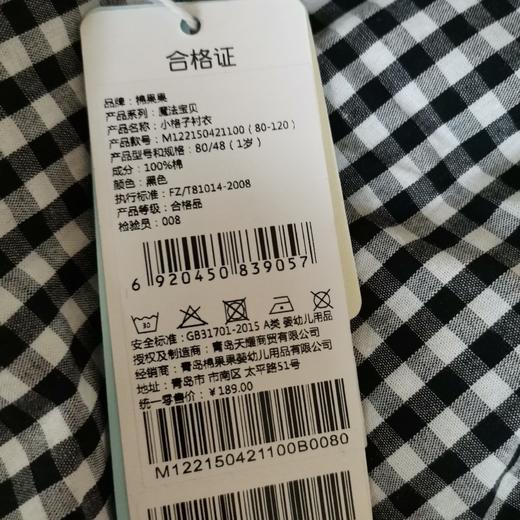 合格证
品牌：棉果果
产品系列：魔法宝贝
产品名称：小格子衬衣
产品款号：M122150421100（80-120）
产品型号和规格：80/48（1岁）
成分：100%棉
颜色：黑色
执行标准：FZ/T81014-2008
产品等级：合格品
检验员：008
6 920450 839057
30
安全标准：GB31701-2015 A类 婴幼儿用品
授权及制造商：青岛天耀商贸有限公司
经销商：青岛棉果果婴幼儿用品有限公司
地址：青岛市 市南区 太平路51号
统一零售价：￥189.00
M122150421100B0080